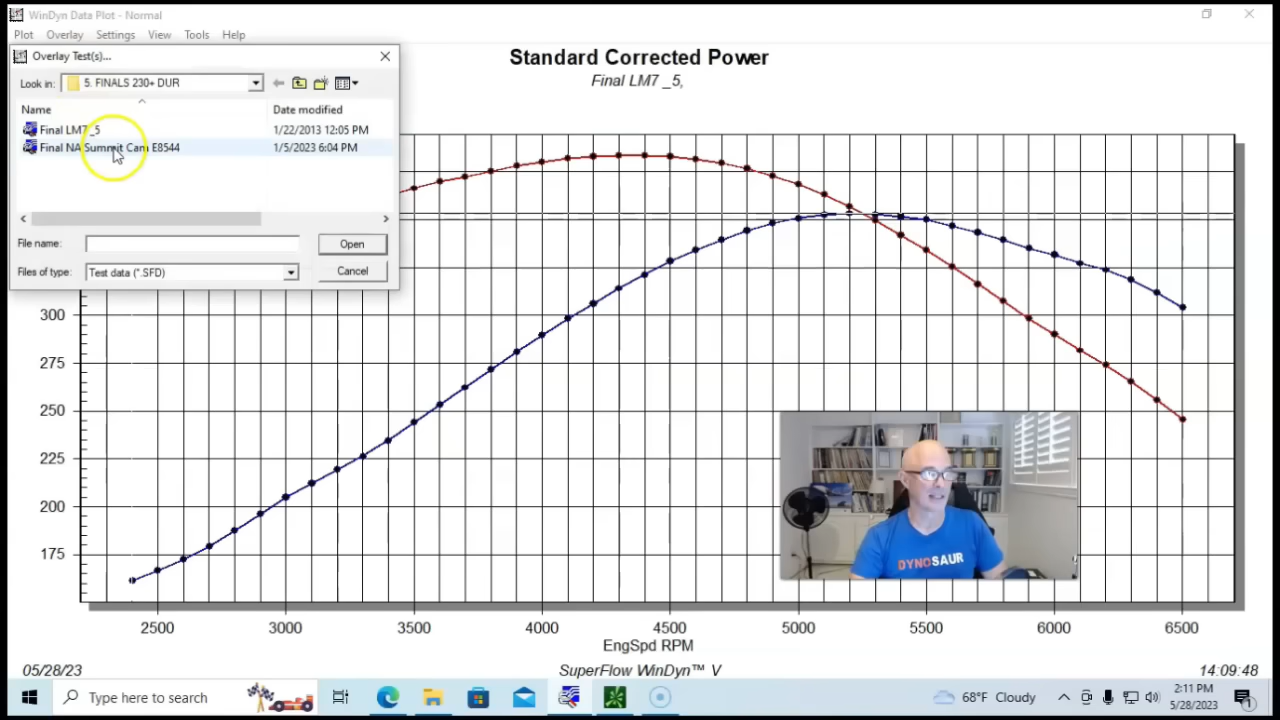 WinDyn Data Plot - Normal
Plot Overlay Settings View Tools Help
Overlay Test(s)...
Look in: 5. FINALS 230+ DUR
Name Date modified
Final LM7_5 1/22/2013 12:05 PM
Final NA Summit Cam E8544 1/5/2023 6:04 PM
File name: Open
Files of type: Test data (*.SFD) Cancel
Standard Corrected Power
Final LM7 _5,
300
275
250
225
200
175
2500 3000 3500 4000 4500 5000 5500 6000 6500
EngSpd RPM
DYNOSAUR
05/28/23 SuperFlow WinDyn™ V 14:09:48
Type here to search
68°F Cloudy
2:11 PM
5/28/2023
1